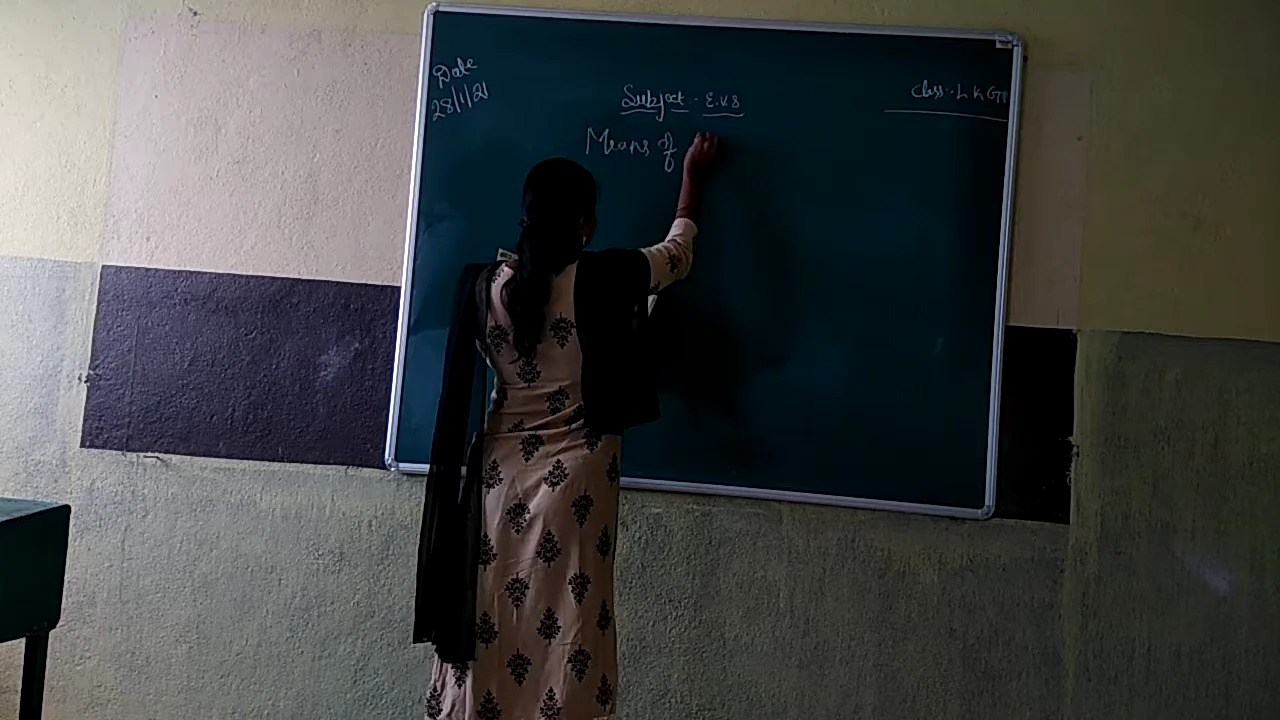 Date
28/1/21
Subject - E.V.S
Class:- L K G
Means of